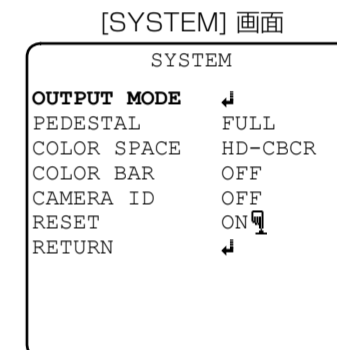 [SYSTEM] 画面
SYSTEM
OUTPUT MODE ↲
PEDESTAL FULL
COLOR SPACE HD-CBCR
COLOR BAR OFF
CAMERA ID OFF
RESET ON
RETURN ↲